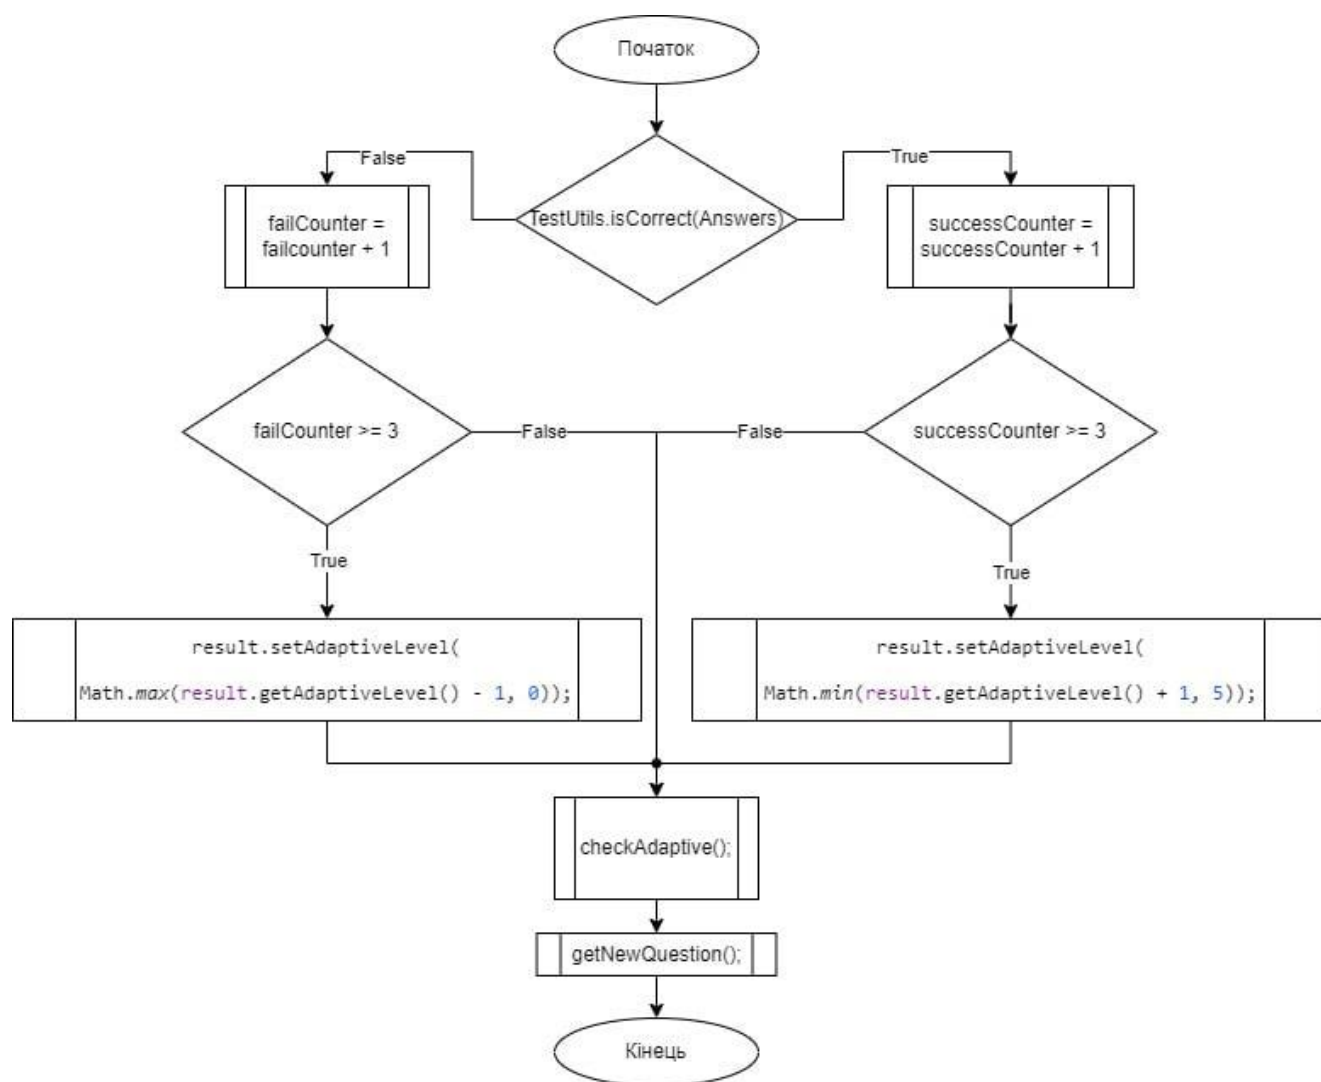 Початок
False
True
TestUtils.isCorrect(Answers)
failCounter =
failcounter + 1
successCounter =
successCounter + 1
failCounter >= 3
False
False
successCounter >= 3
True
True
result.setAdaptiveLevel(
Math.max(result.getAdaptiveLevel() - 1, 0));
result.setAdaptiveLevel(
Math.min(result.getAdaptiveLevel() + 1, 5));
checkAdaptive();
getNewQuestion();
Кінець